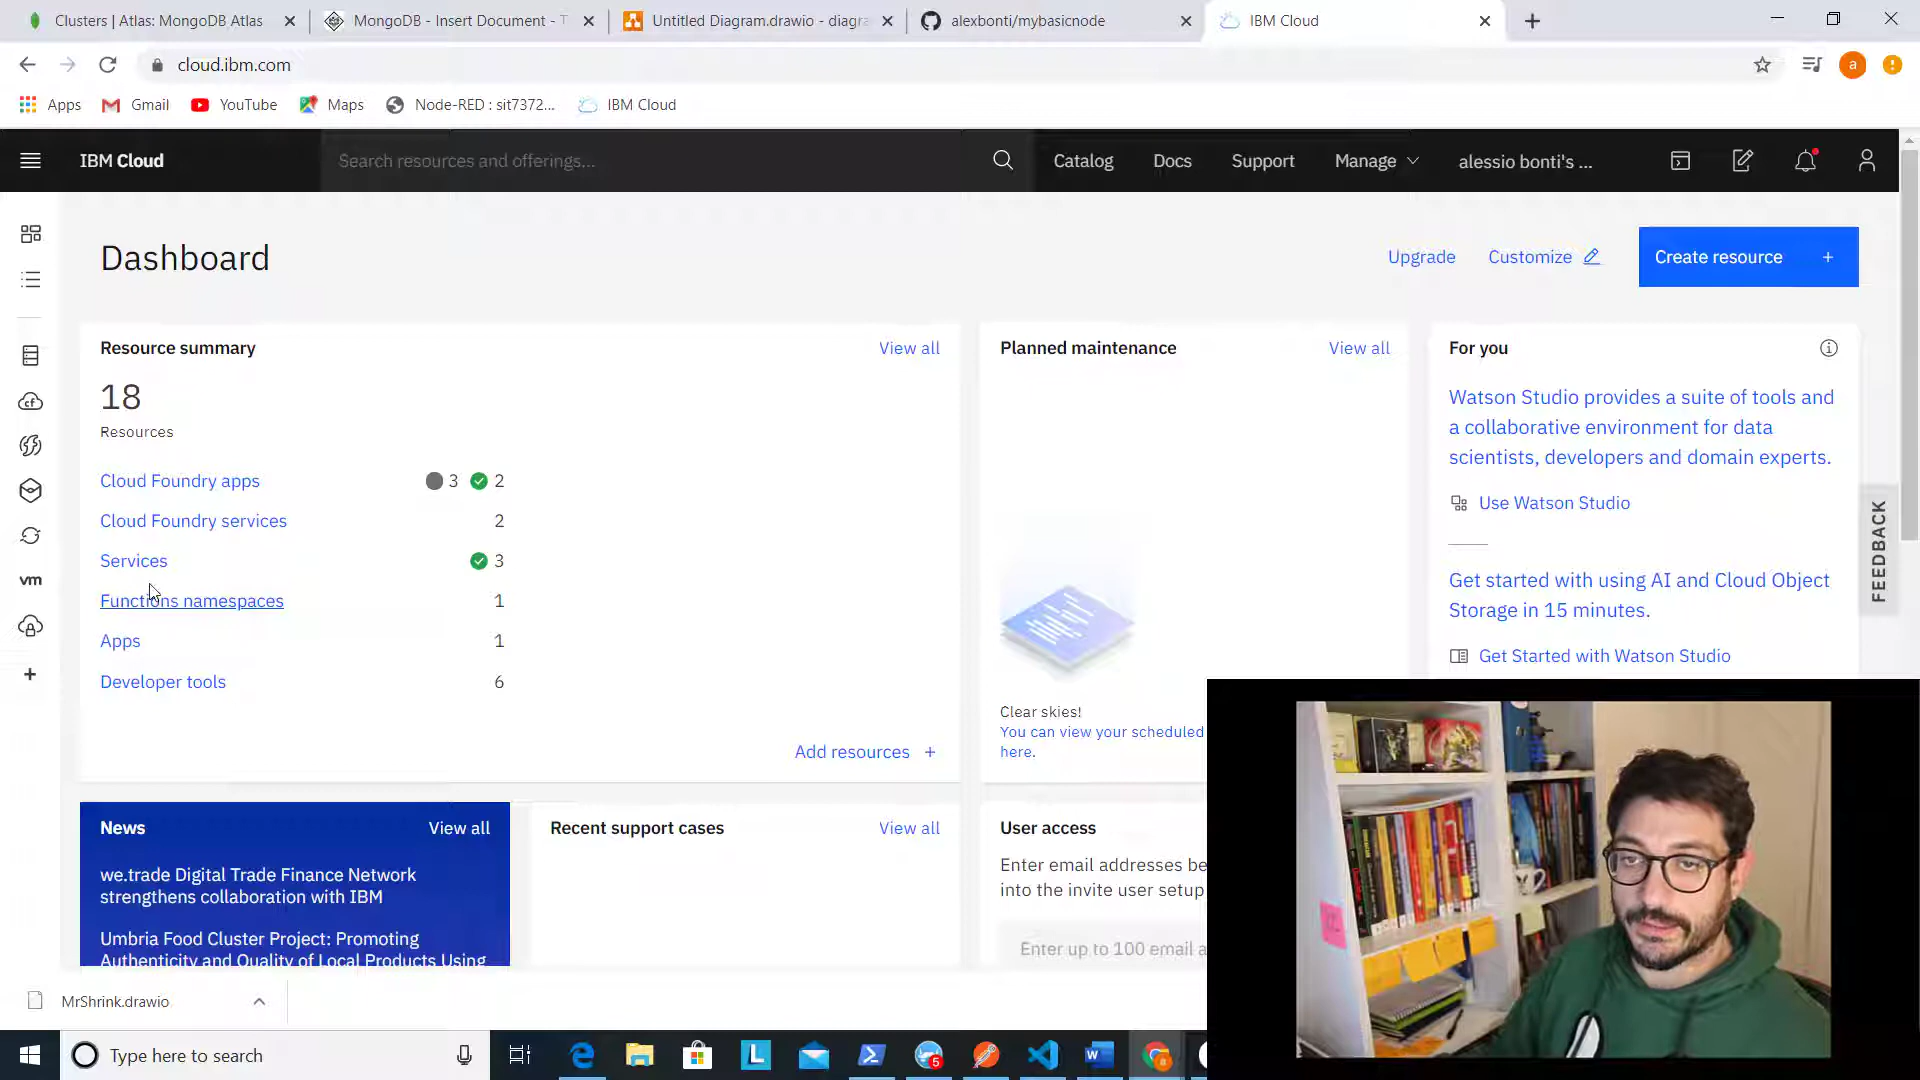 Clusters | Atlas: MongoDB Atlas
MongoDB - Insert Document - T
Untitled Diagram.drawio - diagra
alexbonti/mybasicnode
IBM Cloud
cloud.ibm.com
a
Apps
Gmail
YouTube
Maps
Node-RED : sit7372...
IBM Cloud
IBM Cloud
Search resources and offerings...
Catalog
Docs
Support
Manage
alessio bonti's ...
Dashboard
Upgrade
Customize
Create resource +
Resource summary
View all
18
Resources
Cloud Foundry apps 3 2
Cloud Foundry services 2
Services 3
Functions namespaces 1
Apps 1
Developer tools 6
Add resources +
Planned maintenance
View all
Clear skies!
You can view your scheduled
here.
For you
Watson Studio provides a suite of tools and
a collaborative environment for data
scientists, developers and domain experts.
Use Watson Studio
Get started with using AI and Cloud Object
Storage in 15 minutes.
Get Started with Watson Studio
FEEDBACK
cf
vm
News
View all
we.trade Digital Trade Finance Network
strengthens collaboration with IBM
Umbria Food Cluster Project: Promoting
Authenticity and Quality of Local Products Using
Recent support cases
View all
User access
Enter email addresses be
into the invite user setup
Enter up to 100 email a
MrShrink.drawio
Type here to search
L
5
W
a